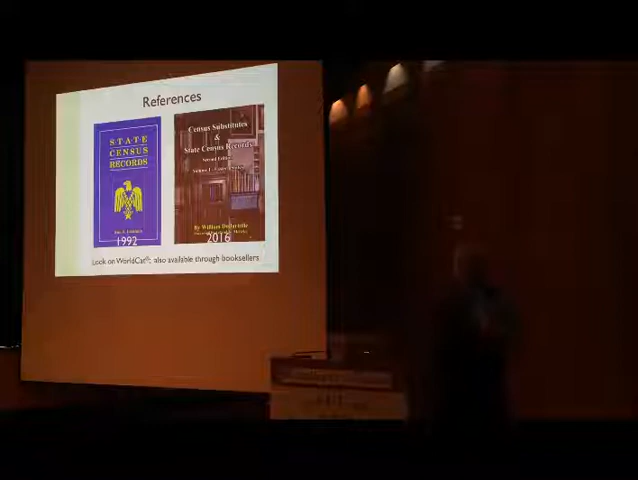 References
STATE
CENSUS
RECORDS
1992
Census Substitutes
&
State Census Records
Second Edition
By William Dollarhide
2016
Look on WorldCat®; also available through booksellers